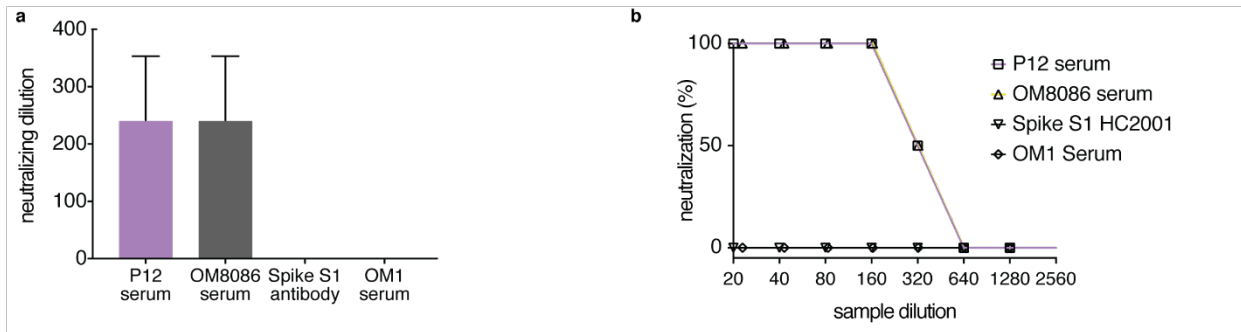 a
400
300
200
100
0
neutralizing dilution
P12
serum
OM8086
serum
Spike S1
antibody
OM1
serum
b
100
50
0
neutralization (%)
20 40 80 160 320 640 1280 2560
sample dilution
P12 serum
OM8086 serum
Spike S1 HC2001
OM1 Serum